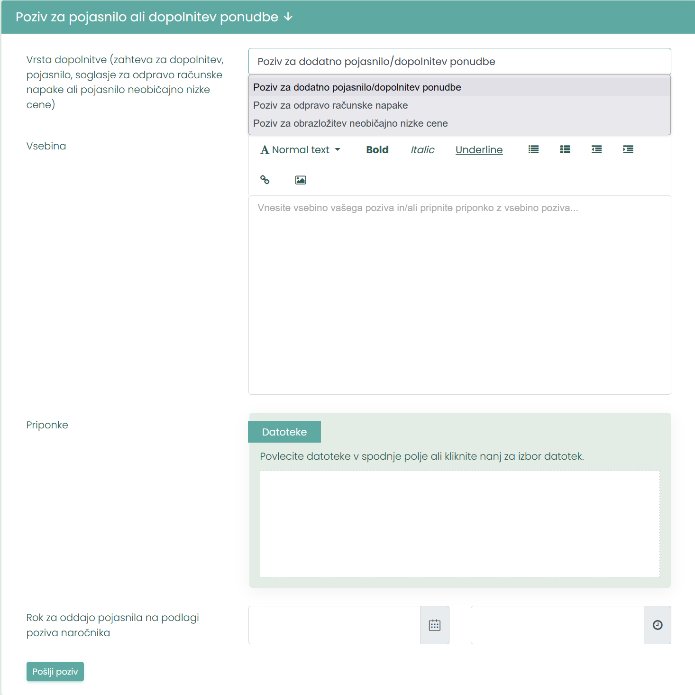 Poziv za pojasnilo ali dopolnitev ponudbe ↓
Vrsta dopolnitve (zahteva za dopolnitev,
pojasnilo, soglasje za odpravo računske
napake ali pojasnilo neobičajno nizke
cene)
Poziv za dodatno pojasnilo/dopolnitev ponudbe
Poziv za dodatno pojasnilo/dopolnitev ponudbe
Poziv za odpravo računske napake
Poziv za obrazložitev neobičajno nizke cene
Vsebina
A Normal text Bold Italic Underline
Vnesite vsebino vašega poziva in/ali pripnite priponko z vsebino poziva...
Priponke
Datoteke
Povlecite datoteke v spodnje polje ali kliknite nanj za izbor datotek.
Rok za oddajo pojasnila na podlagi
poziva naročnika
Pošlji poziv